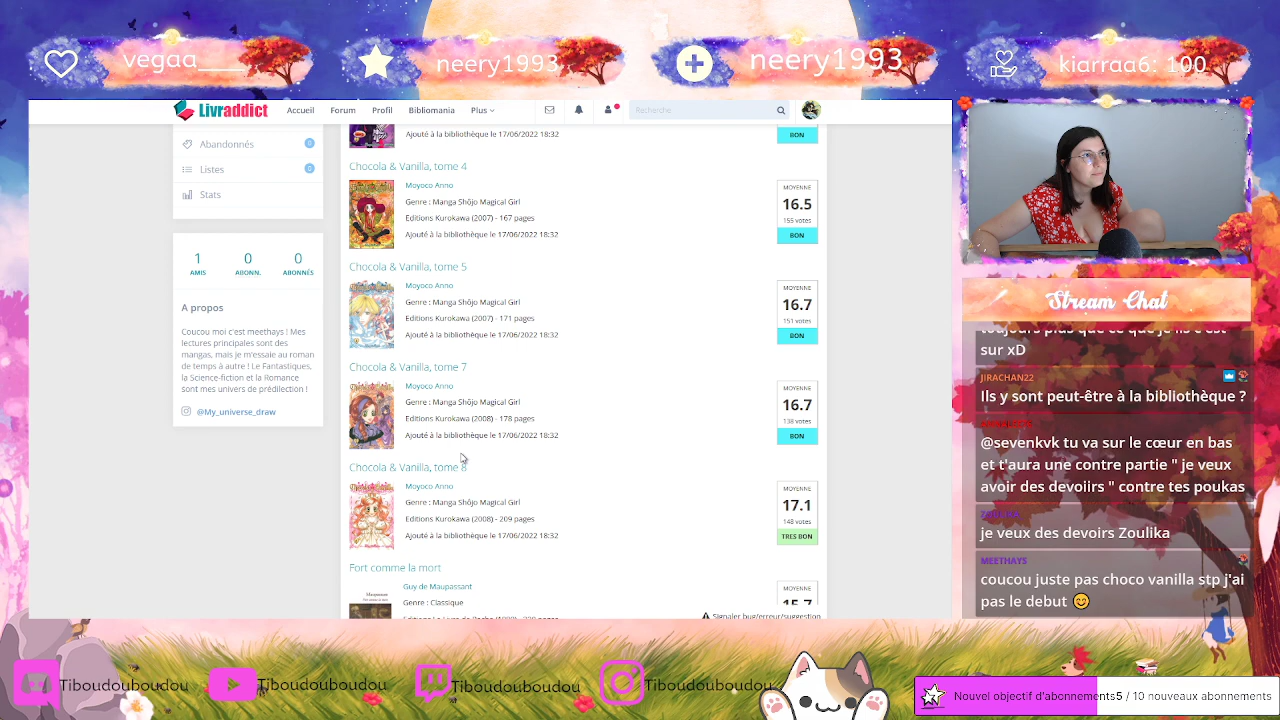 vegaa____
neery1993
neery1993
kiarraa6: 100
Livraddict
Accueil
Forum
Profil
Bibliomania
Plus
Recherche
Abandonnés
0
Listes
0
Stats
1
AMIS
0
ABONN.
0
ABONNÉS
A propos
Coucou moi c'est meethays ! Mes
lectures principales sont des
mangas, mais je m'essaie au roman
de temps à autre ! Le Fantastiques,
la Science-fiction et la Romance
sont mes univers de prédilection !
@My_universe_draw
Ajouté à la bibliothèque le 17/06/2022 18:32
BON
Chocola & Vanilla, tome 4
Moyoco Anno
Genre : Manga Shôjo Magical Girl
Editions Kurokawa (2007) - 167 pages
Ajouté à la bibliothèque le 17/06/2022 18:32
MOYENNE
16.5
155 votes
BON
Chocola & Vanilla, tome 5
Moyoco Anno
Genre : Manga Shôjo Magical Girl
Editions Kurokawa (2007) - 171 pages
Ajouté à la bibliothèque le 17/06/2022 18:32
MOYENNE
16.7
151 votes
BON
Chocola & Vanilla, tome 7
Moyoco Anno
Genre : Manga Shôjo Magical Girl
Editions Kurokawa (2008) - 178 pages
Ajouté à la bibliothèque le 17/06/2022 18:32
MOYENNE
16.7
138 votes
BON
Chocola & Vanilla, tome 8
Moyoco Anno
Genre : Manga Shôjo Magical Girl
Editions Kurokawa (2008) - 209 pages
Ajouté à la bibliothèque le 17/06/2022 18:32
MOYENNE
17.1
148 votes
TRES BON
Fort comme la mort
Guy de Maupassant
Genre : Classique
MOYENNE
15.7
Signaler bug/erreur/suggestion
Stream Chat
toujours plus que ce que je lis c'est
sur xD
JIRACHAN22
Ils y sont peut-être à la bibliothèque ?
@sevenkvk tu va sur le cœur en bas
et t'aura une contre partie " je veux
avoir des devoiirs " contre tes poukas
je veux des devoirs Zoulika
MEETHAYS
coucou juste pas choco vanilla stp j'ai
pas le debut
Tiboudouboudou
Tiboudouboudou
Tiboudouboudou
Tiboudouboudou
Nouvel objectif d'abonnements 5 / 10 nouveaux abonnements